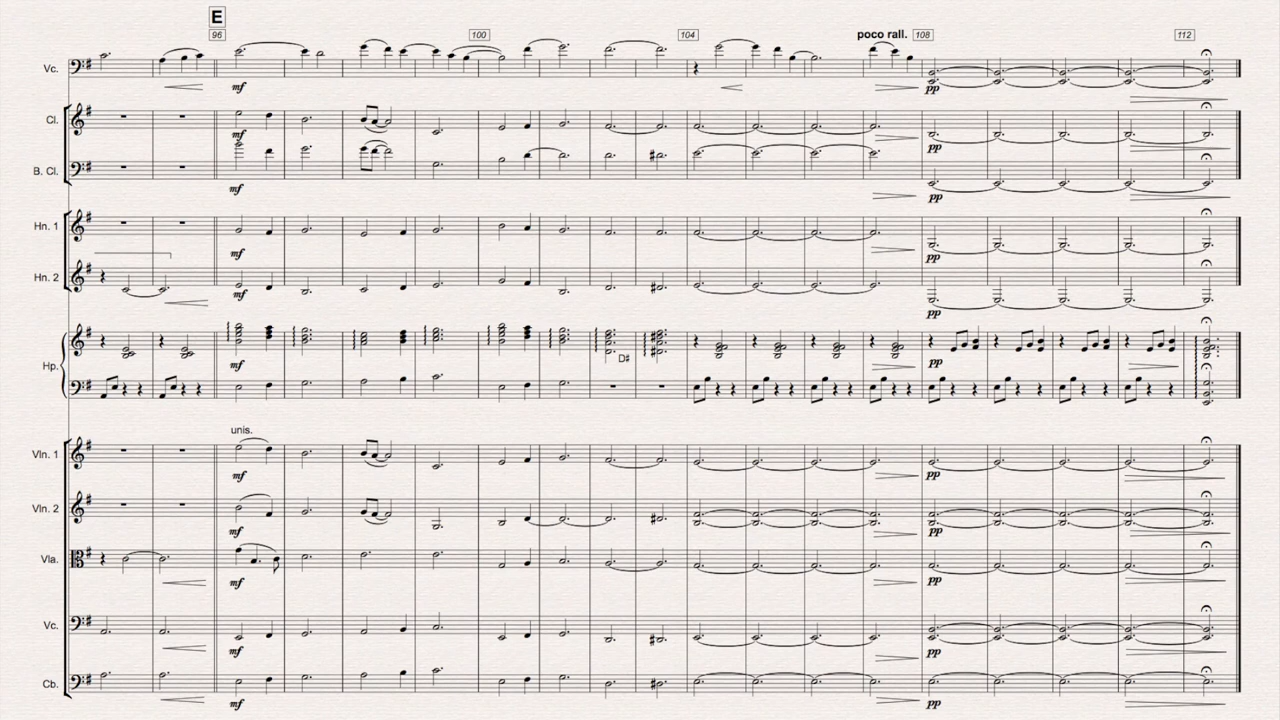 E
96 100 104 poco rall. 108 112
Vc.
mf pp
Cl.
mf pp
B. Cl.
mf pp
Hn. 1
mf pp
Hn. 2
mf pp
Hp.
mf D♯ pp
unis.
Vln. 1
mf pp
Vln. 2
mf pp
Vla.
mf pp
Vc.
mf pp
Cb.
mf pp